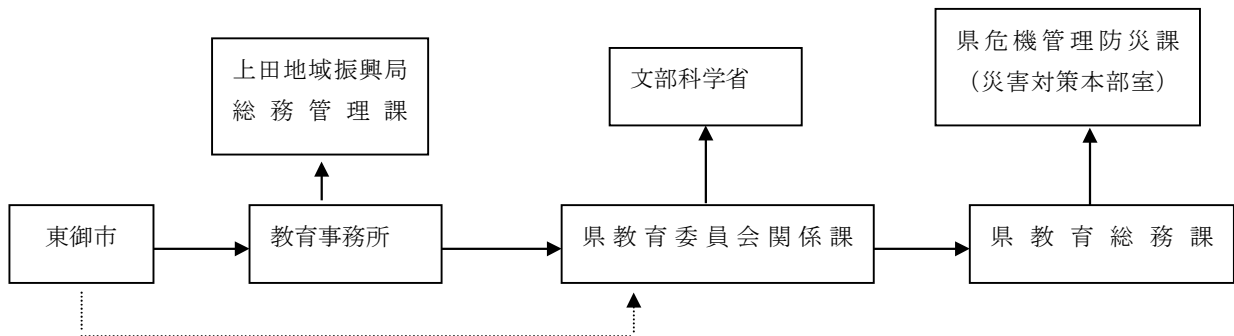 上田地域振興局
総務管理課
文部科学省
県危機管理防災課
(災害対策本部室)
東御市
教育事務所
県教育委員会関係課
県教育総務課